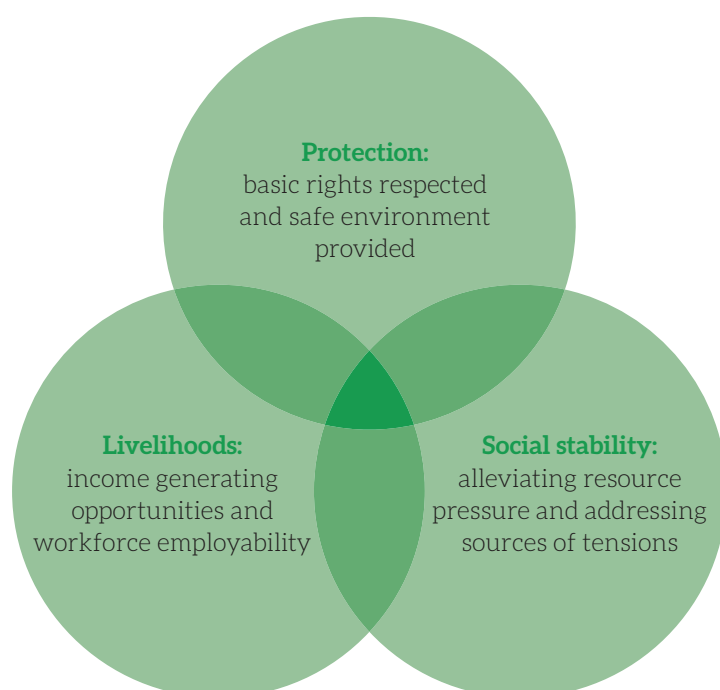 Protection:
basic rights respected
and safe environment
provided
Livelihoods:
income generating
opportunities and
workforce employability
Social stability:
alleviating resource
pressure and addressing
sources of tensions